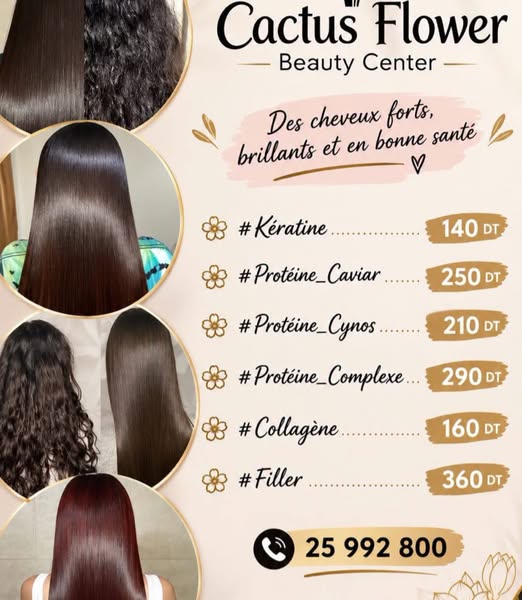 Cactus Flower
Beauty Center
Des cheveux forts,
brillants et en bonne santé
#Kératine .............. 140 DT
#Protéine_Caviar ...... 250 DT
#Protéine_Cynos ....... 210 DT
#Protéine_Complexe... 290 DT
#Collagène ............. 160 DT
#Filler .................. 360 DT
25 992 800